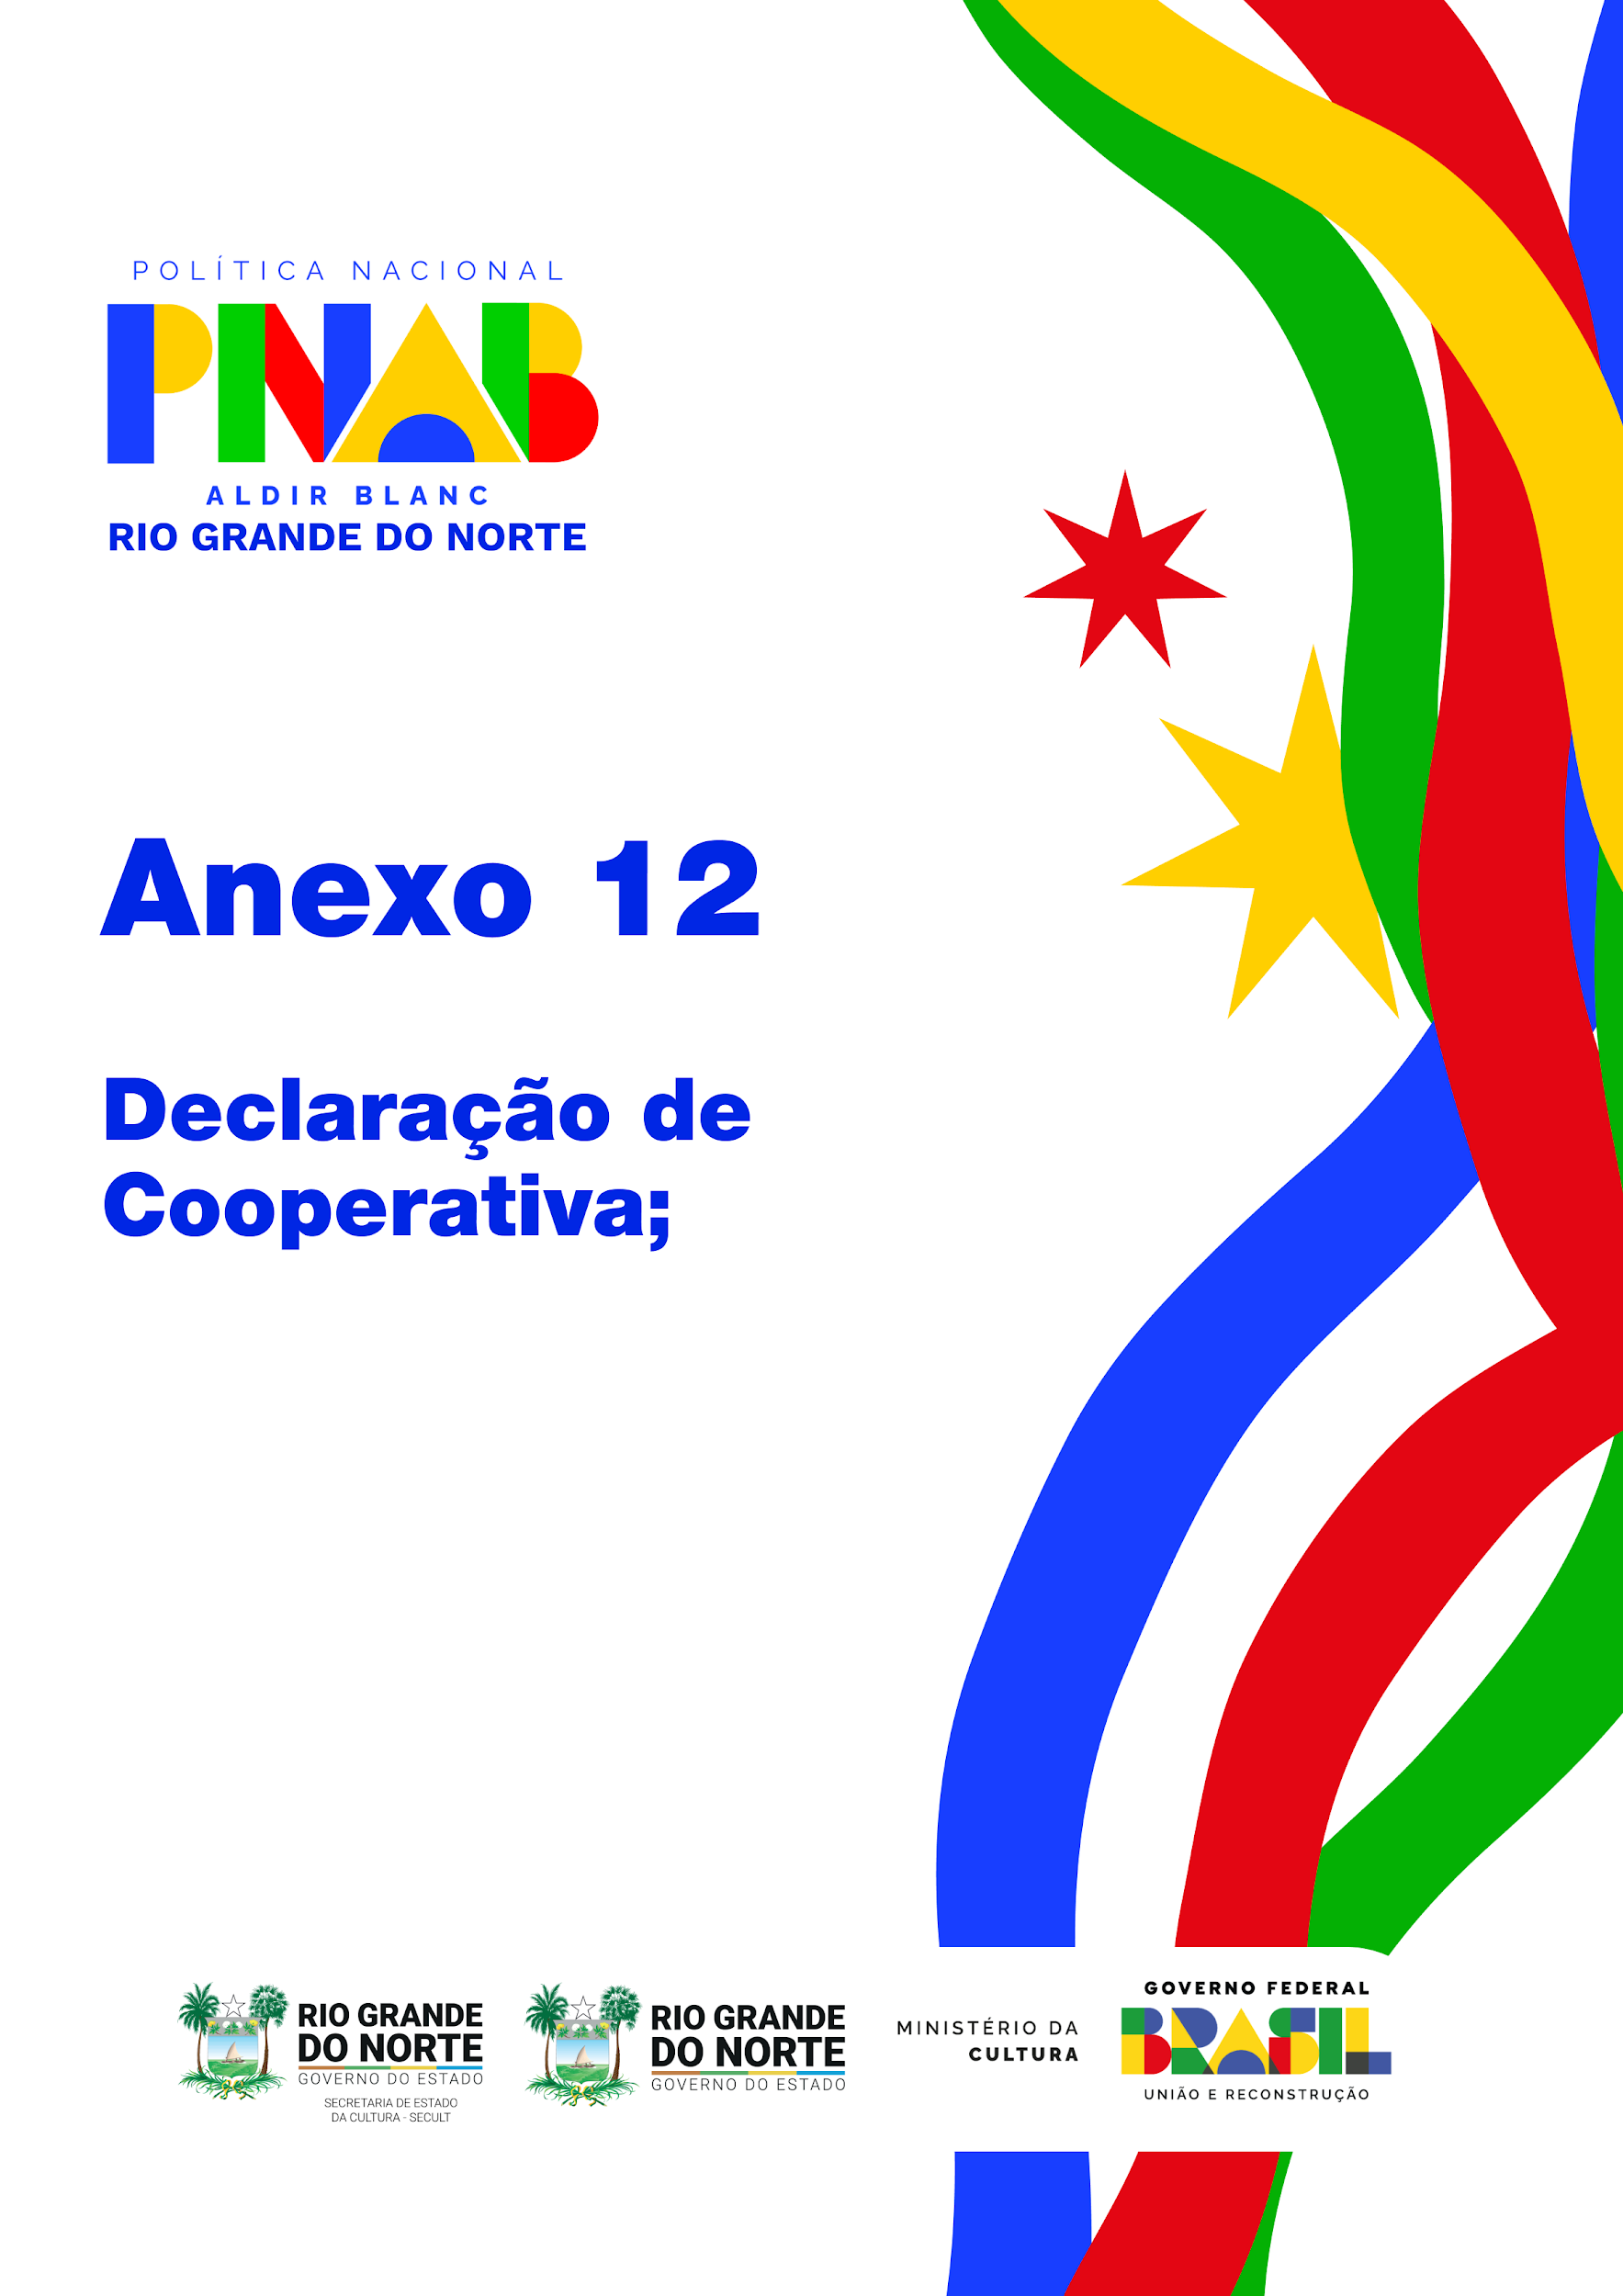 POLÍTICA NACIONAL
PNAB
ALDIR BLANC
RIO GRANDE DO NORTE
Anexo 12
Declaração de
Cooperativa;
RIO GRANDE
DO NORTE
GOVERNO DO ESTADO
SECRETARIA DE ESTADO
DA CULTURA - SECULT
RIO GRANDE
DO NORTE
GOVERNO DO ESTADO
MINISTÉRIO DA
CULTURA
GOVERNO FEDERAL
BRASIL
UNIÃO E RECONSTRUÇÃO